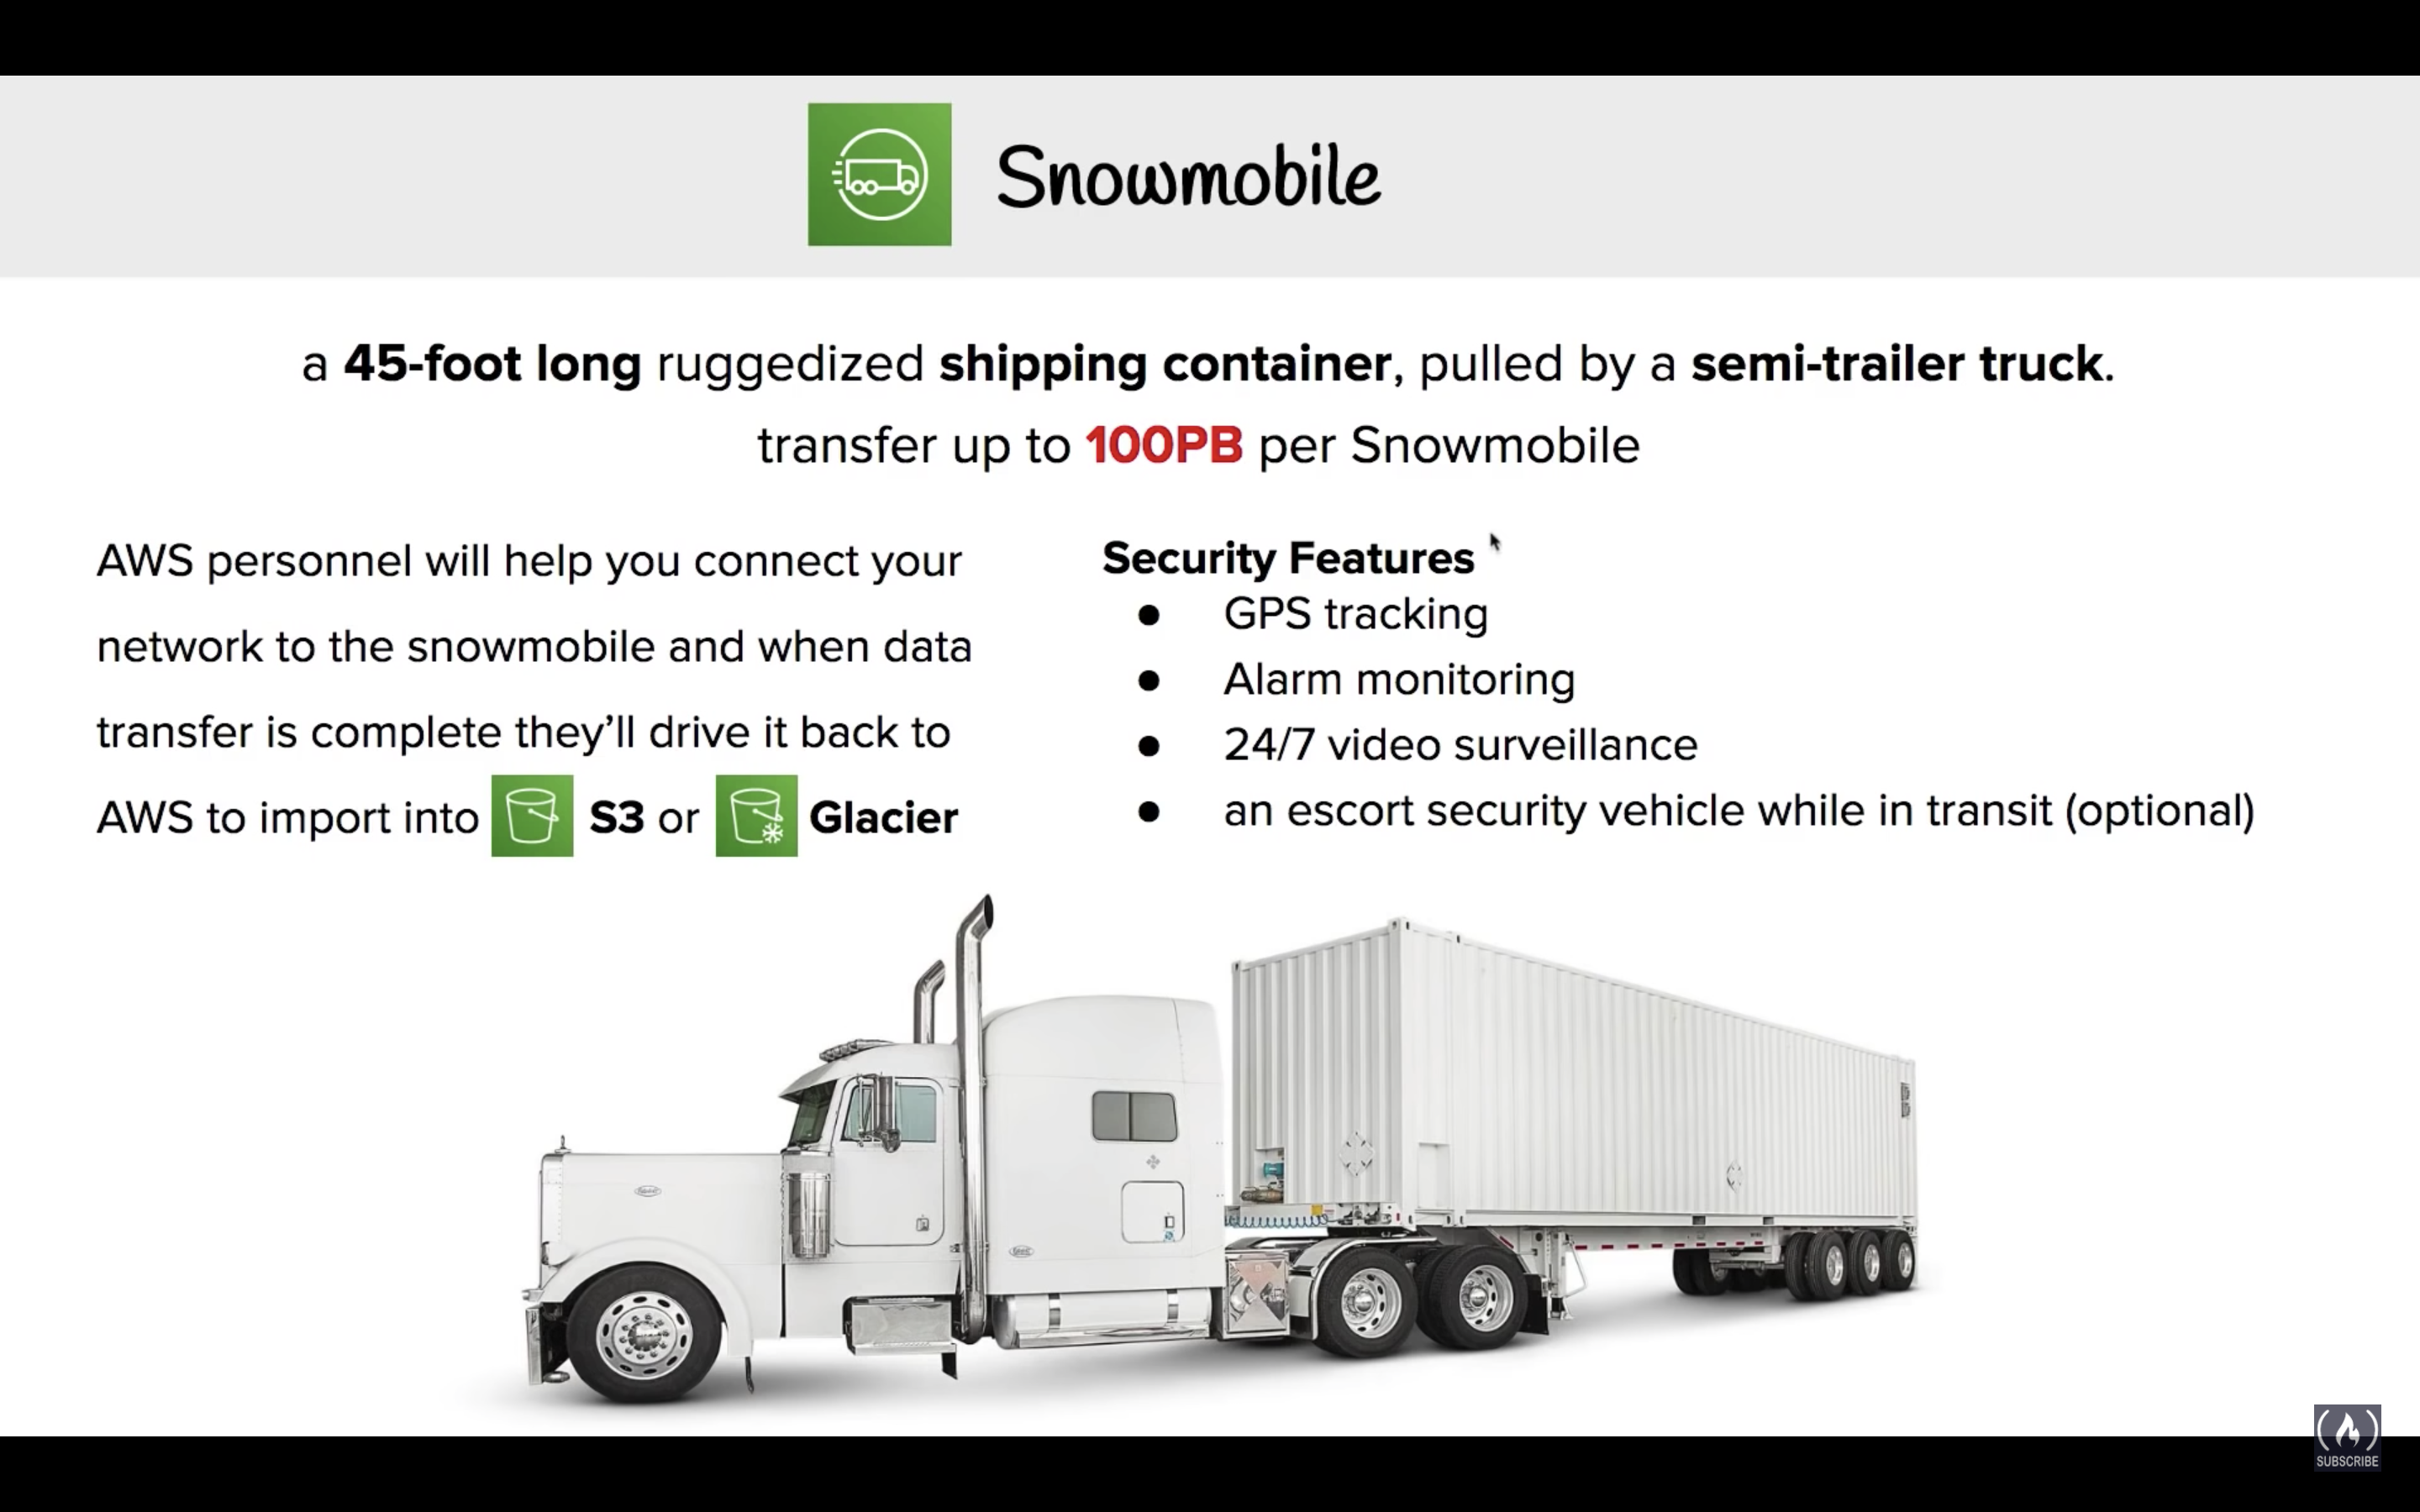 Snowmobile
a 45-foot long ruggedized shipping container, pulled by a semi-trailer truck.
transfer up to 100PB per Snowmobile
AWS personnel will help you connect your
network to the snowmobile and when data
transfer is complete they’ll drive it back to
AWS to import into S3 or Glacier
Security Features
● GPS tracking
● Alarm monitoring
● 24/7 video surveillance
● an escort security vehicle while in transit (optional)
SUBSCRIBE